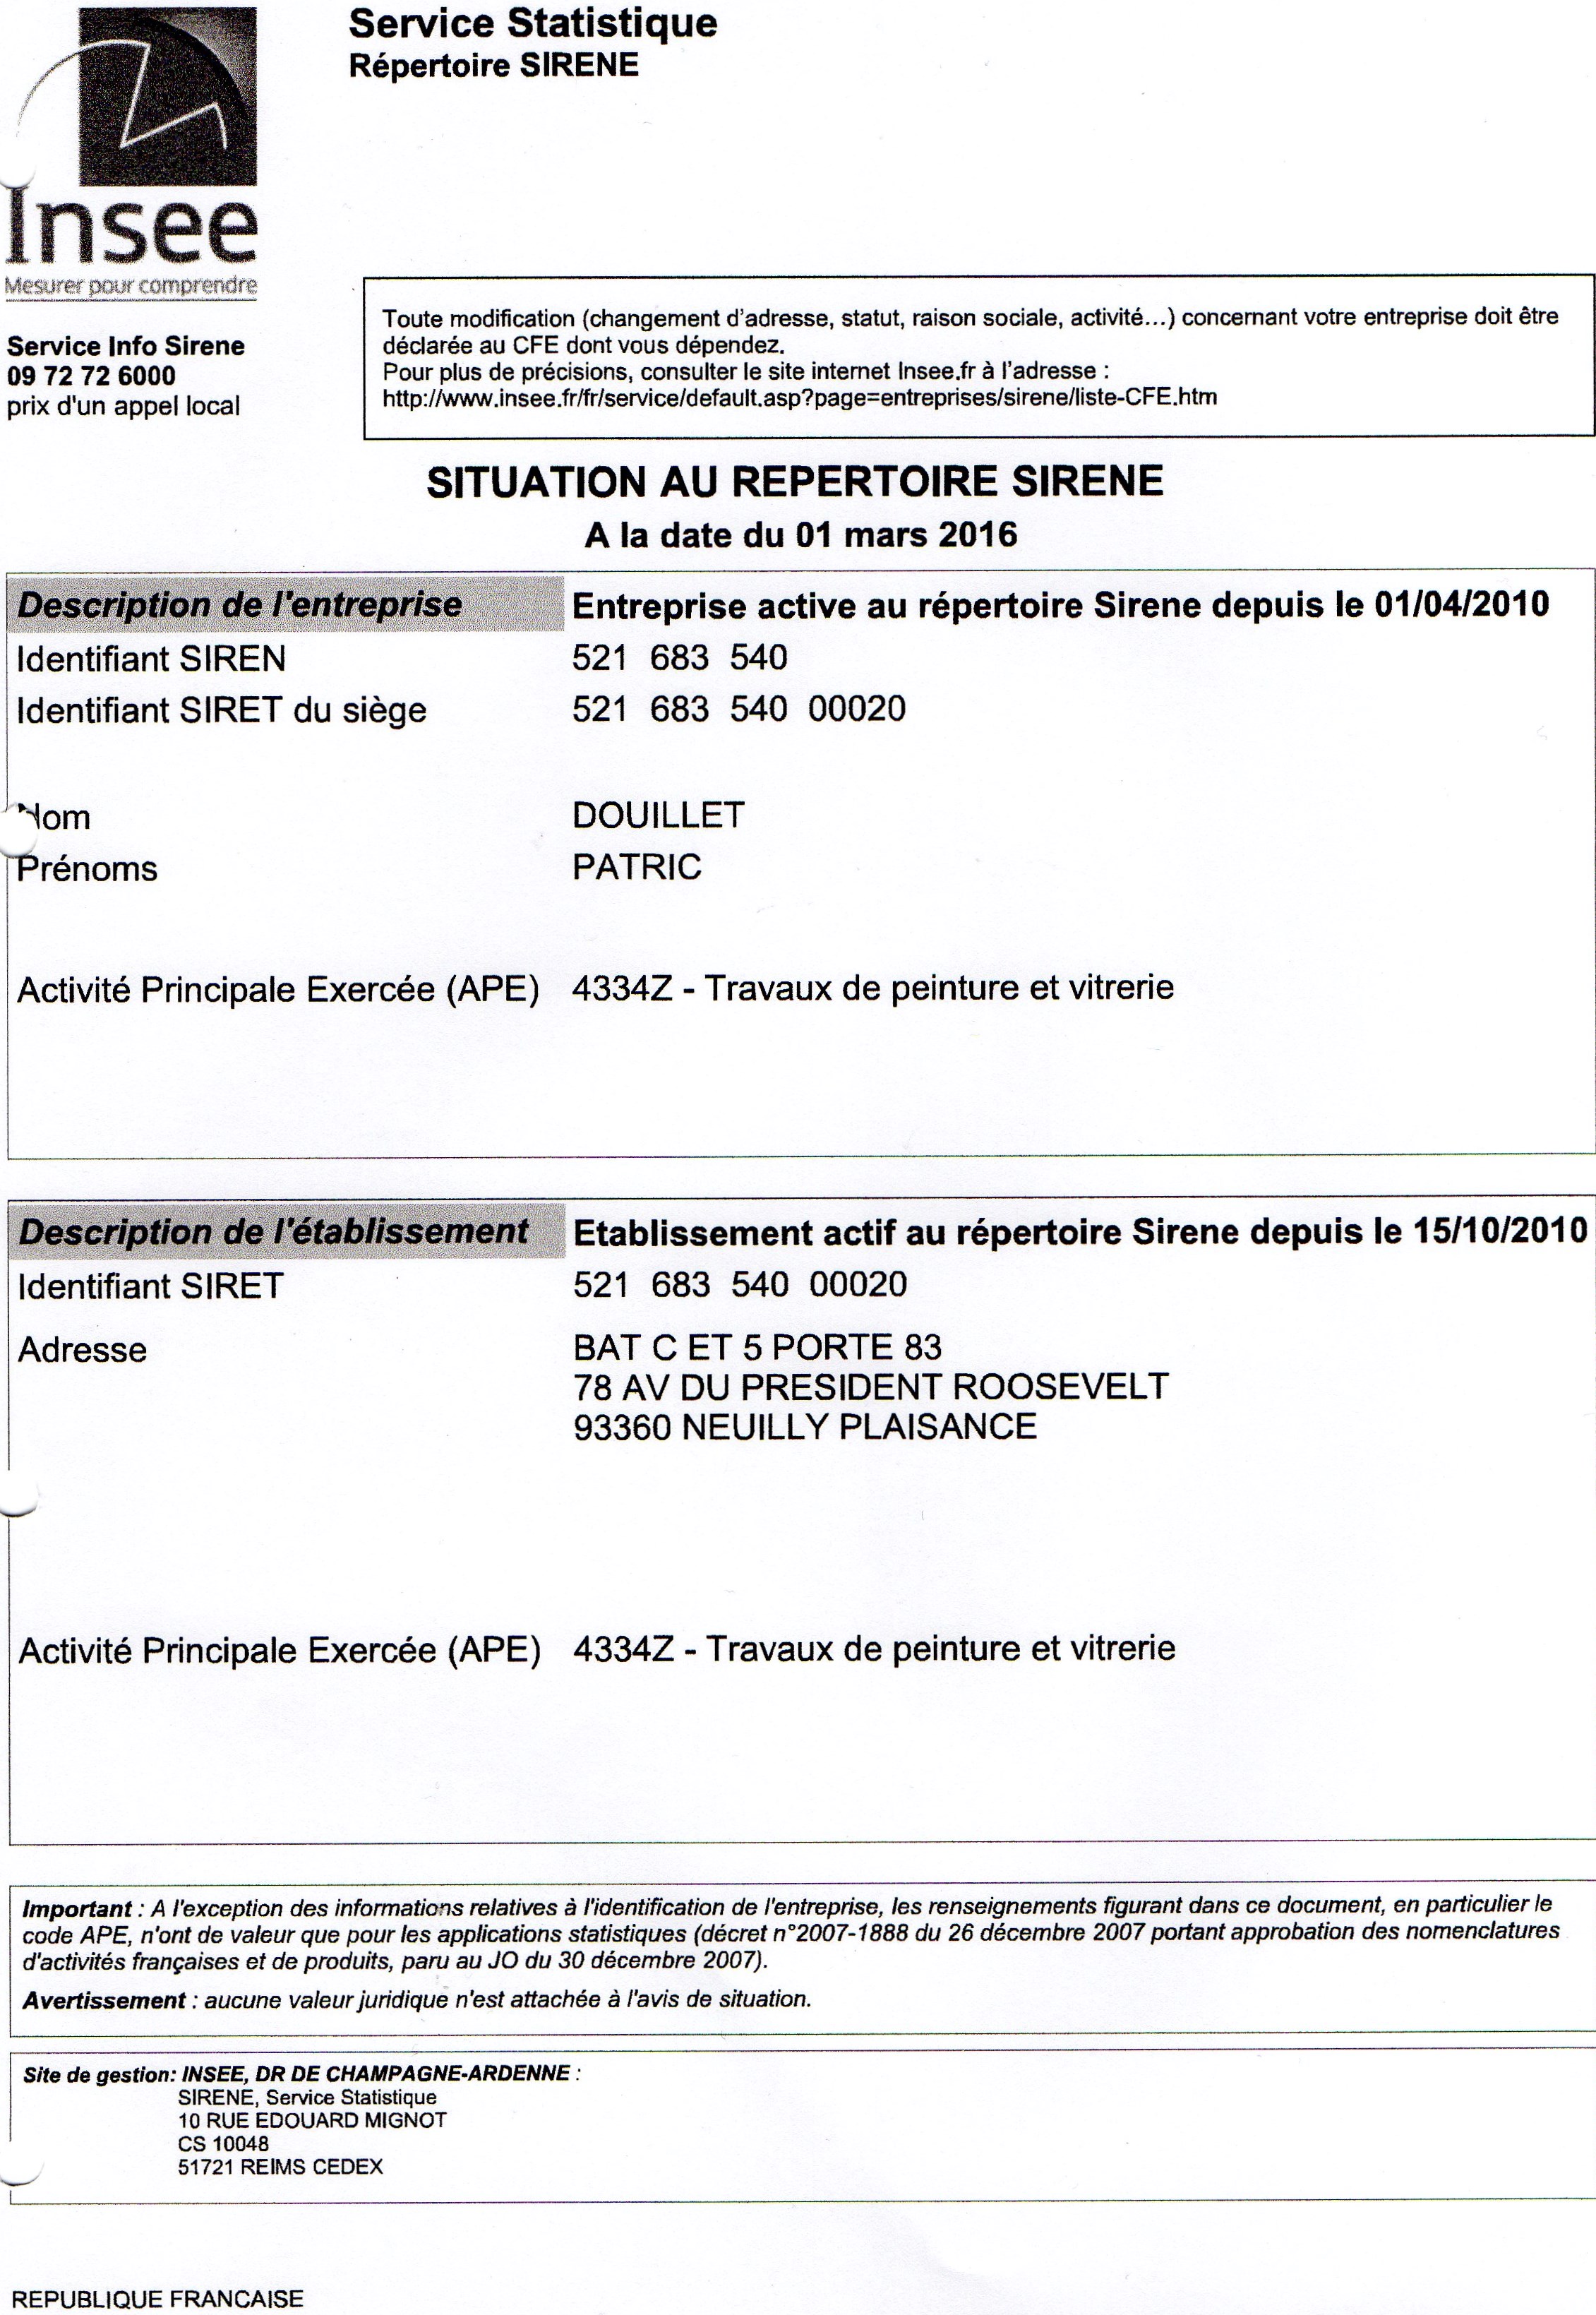 Service Statistique
Répertoire SIRENE
Insee
Mesurer pour comprendre
Service Info Sirene
09 72 72 6000
prix d'un appel local
Toute modification (changement d'adresse, statut, raison sociale, activité...) concernant votre entreprise doit être
déclarée au CFE dont vous dépendez.
Pour plus de précisions, consulter le site internet Insee.fr à l'adresse :
http://www.insee.fr/fr/service/default.asp?page=entreprises/sirene/liste-CFE.htm
SITUATION AU REPERTOIRE SIRENE
A la date du 01 mars 2016
Description de l'entreprise Entreprise active au répertoire Sirene depuis le 01/04/2010
Identifiant SIREN 521 683 540
Identifiant SIRET du siège 521 683 540 00020
Nom DOUILLET
Prénoms PATRIC
Activité Principale Exercée (APE) 4334Z - Travaux de peinture et vitrerie
Description de l'établissement Etablissement actif au répertoire Sirene depuis le 15/10/2010
Identifiant SIRET 521 683 540 00020
Adresse BAT C ET 5 PORTE 83
78 AV DU PRESIDENT ROOSEVELT
93360 NEUILLY PLAISANCE
Activité Principale Exercée (APE) 4334Z - Travaux de peinture et vitrerie
Important : A l'exception des informations relatives à l'identification de l'entreprise, les renseignements figurant dans ce document, en particulier le
code APE, n'ont de valeur que pour les applications statistiques (décret n°2007-1888 du 26 décembre 2007 portant approbation des nomenclatures
d'activités françaises et de produits, paru au JO du 30 décembre 2007).
Avertissement : aucune valeur juridique n'est attachée à l'avis de situation.
Site de gestion: INSEE, DR DE CHAMPAGNE-ARDENNE :
SIRENE, Service Statistique
10 RUE EDOUARD MIGNOT
CS 10048
51721 REIMS CEDEX
REPUBLIQUE FRANCAISE